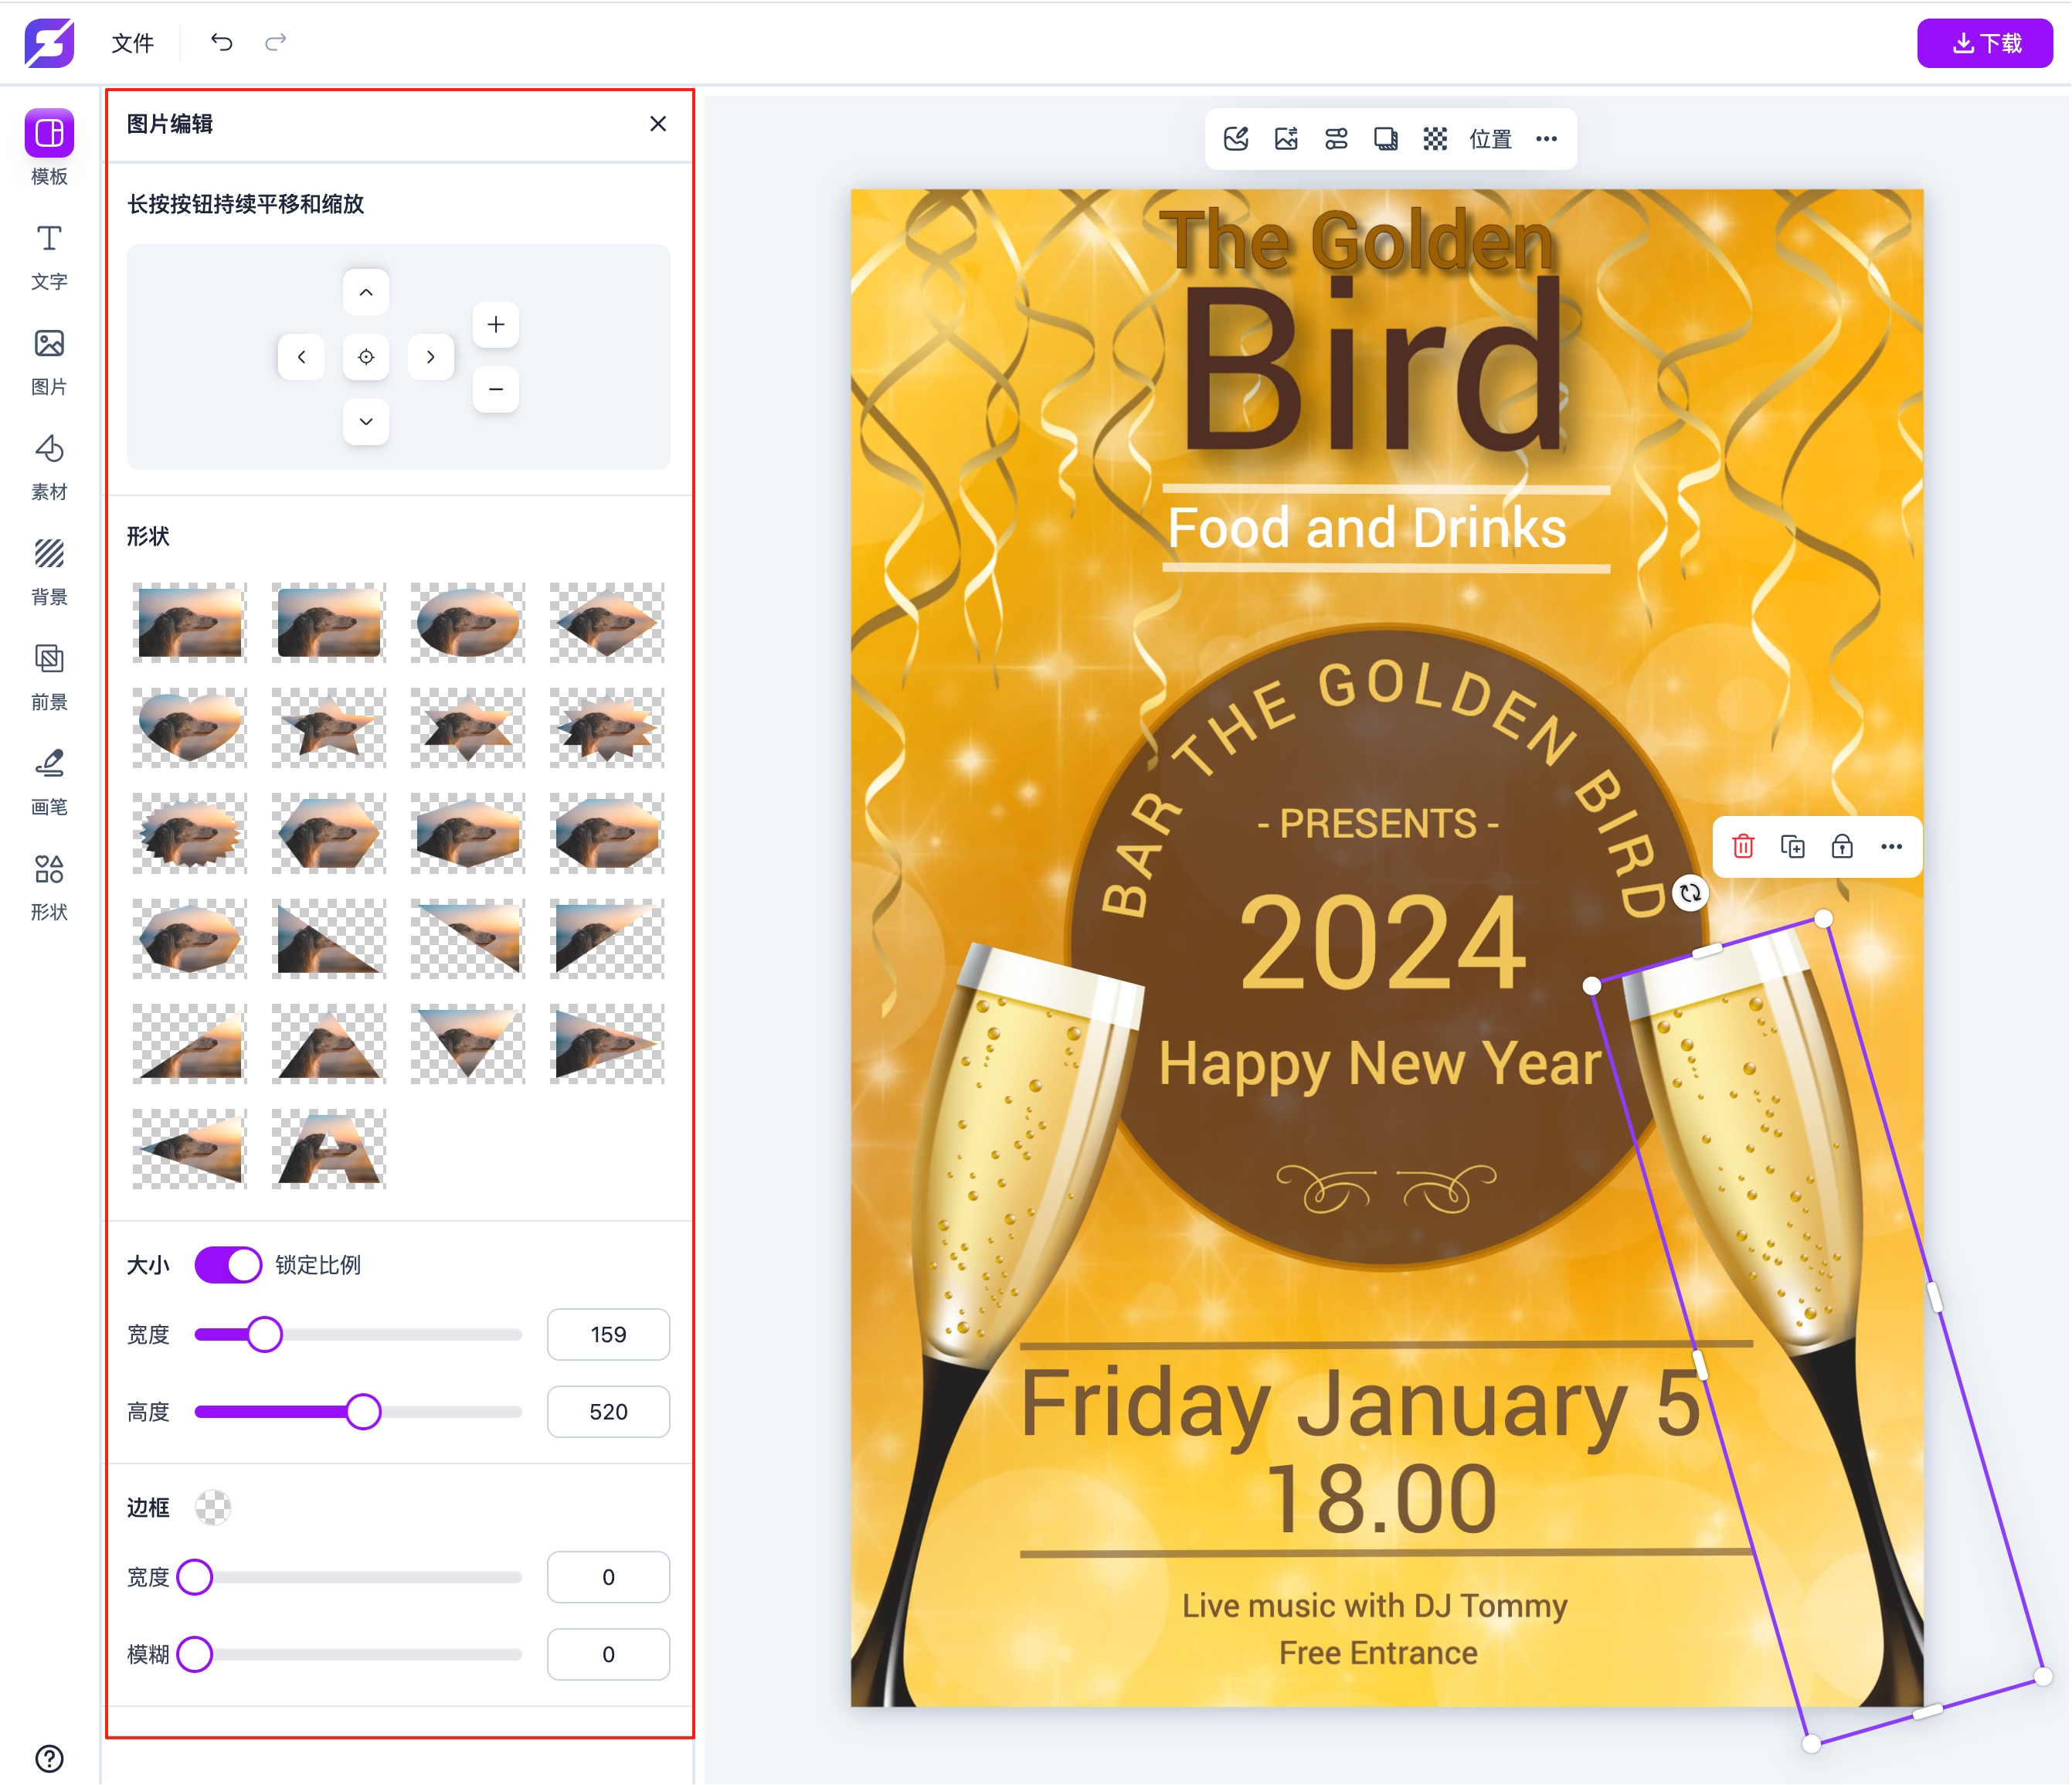 文件
下载
模板
文字
图片
素材
背景
前景
画笔
形状
图片编辑
长按按钮持续平移和缩放
形状
大小
锁定比例
宽度
159
高度
520
边框
宽度
0
模糊
0
位置
The Golden
Bird
Food and Drinks
BAR THE GOLDEN BIRD
- PRESENTS -
2024
Happy New Year
Friday January 5
18.00
Live music with DJ Tommy
Free Entrance